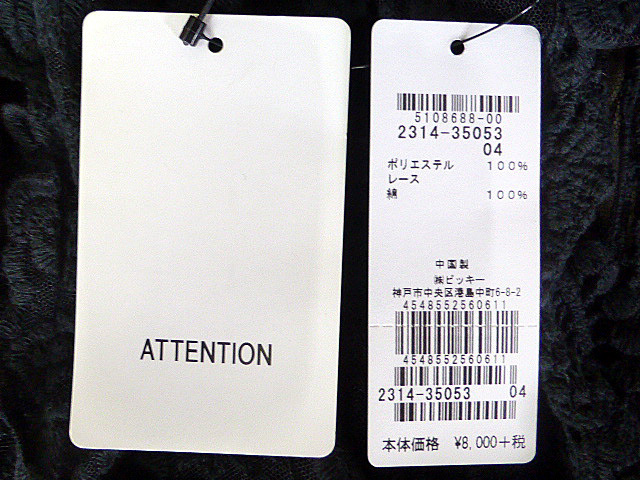 ATTENTION
5108688-00
2314-35053
04
ポリエステル 100%
レース
綿 100%
中国製
㈱ビッキー
神戸市中央区港島中町6-8-2
4548552560611
4548552560611
2314-35053 04
本体価格 ¥8,000+税